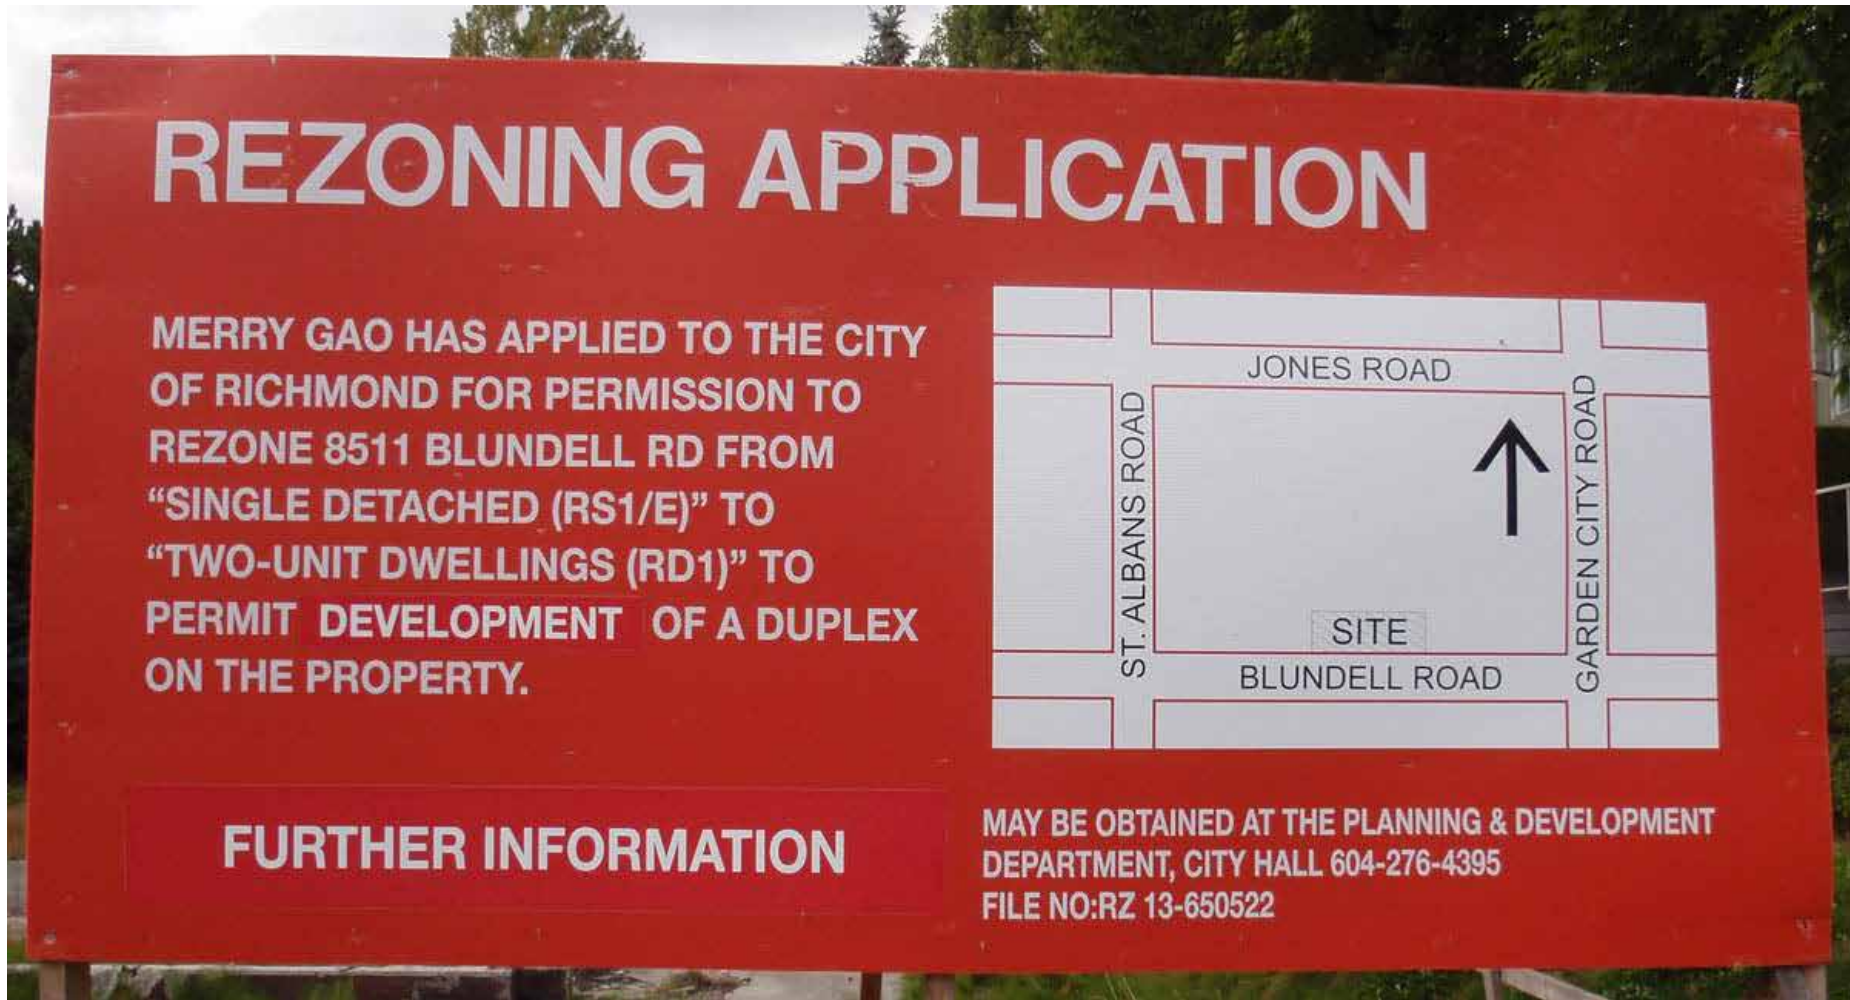 REZONING APPLICATION
MERRY GAO HAS APPLIED TO THE CITY
OF RICHMOND FOR PERMISSION TO
REZONE 8511 BLUNDELL RD FROM
“SINGLE DETACHED (RS1/E)” TO
“TWO-UNIT DWELLINGS (RD1)” TO
PERMIT DEVELOPMENT OF A DUPLEX
ON THE PROPERTY.
JONES ROAD
ST. ALBANS ROAD
GARDEN CITY ROAD
SITE
BLUNDELL ROAD
FURTHER INFORMATION
MAY BE OBTAINED AT THE PLANNING & DEVELOPMENT
DEPARTMENT, CITY HALL 604-276-4395
FILE NO:RZ 13-650522